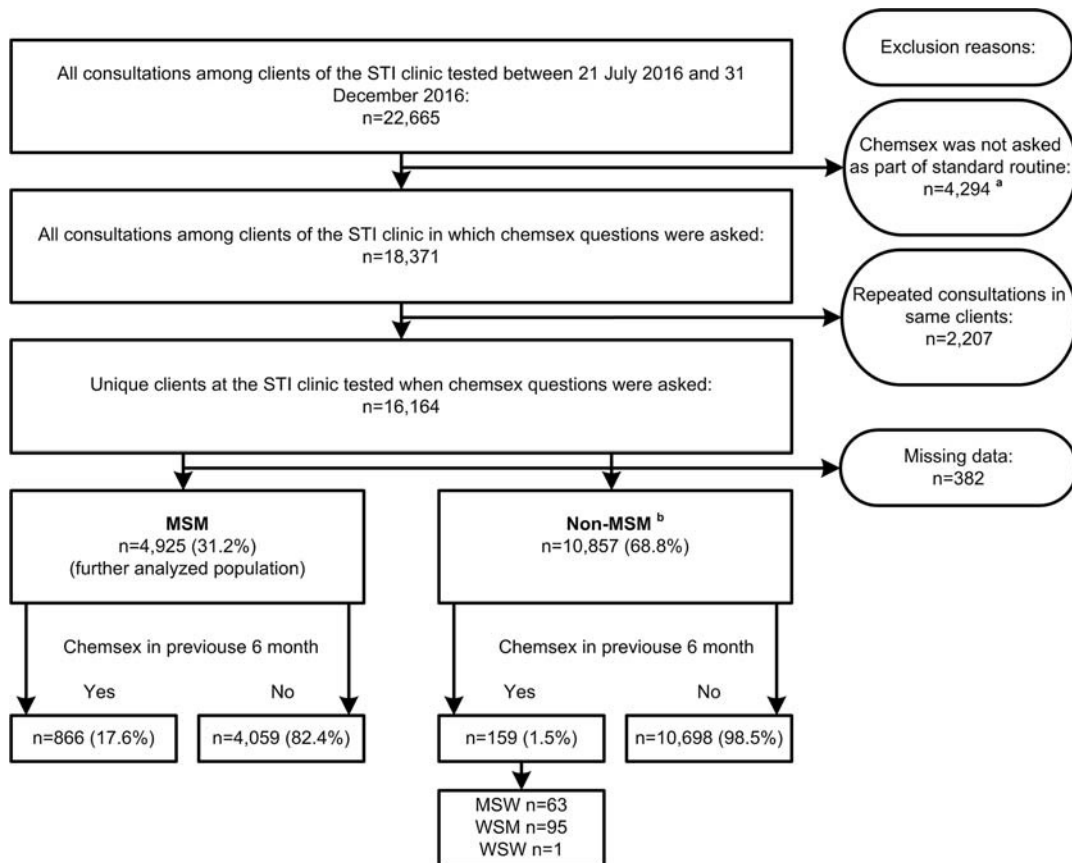 All consultations among clients of the STI clinic tested between 21 July 2016 and 31
December 2016:
n=22,665
Exclusion reasons:
Chemsex was not asked
as part of standard routine:
n=4,294 a
All consultations among clients of the STI clinic in which chemsex questions were asked:
n=18,371
Repeated consultations in
same clients:
n=2,207
Unique clients at the STI clinic tested when chemsex questions were asked:
n=16,164
Missing data:
n=382
MSM
n=4,925 (31.2%)
(further analyzed population)
Non-MSM b
n=10,857 (68.8%)
Chemsex in previouse 6 month
Yes
No
n=866 (17.6%)
n=4,059 (82.4%)
Chemsex in previouse 6 month
Yes
No
n=159 (1.5%)
n=10,698 (98.5%)
MSW n=63
WSM n=95
WSW n=1